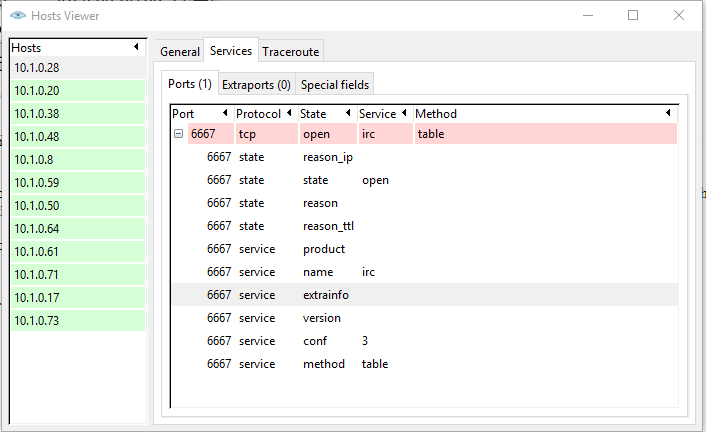 Hosts Viewer
Hosts
10.1.0.28
10.1.0.20
10.1.0.38
10.1.0.48
10.1.0.8
10.1.0.59
10.1.0.50
10.1.0.64
10.1.0.61
10.1.0.71
10.1.0.17
10.1.0.73
General Services Traceroute
Ports (1) Extraports (0) Special fields
Port Protocol State Service Method
6667 tcp open irc table
6667 state reason_ip
6667 state state open
6667 state reason
6667 state reason_ttl
6667 service product
6667 service name irc
6667 service extrainfo
6667 service version
6667 service conf 3
6667 service method table